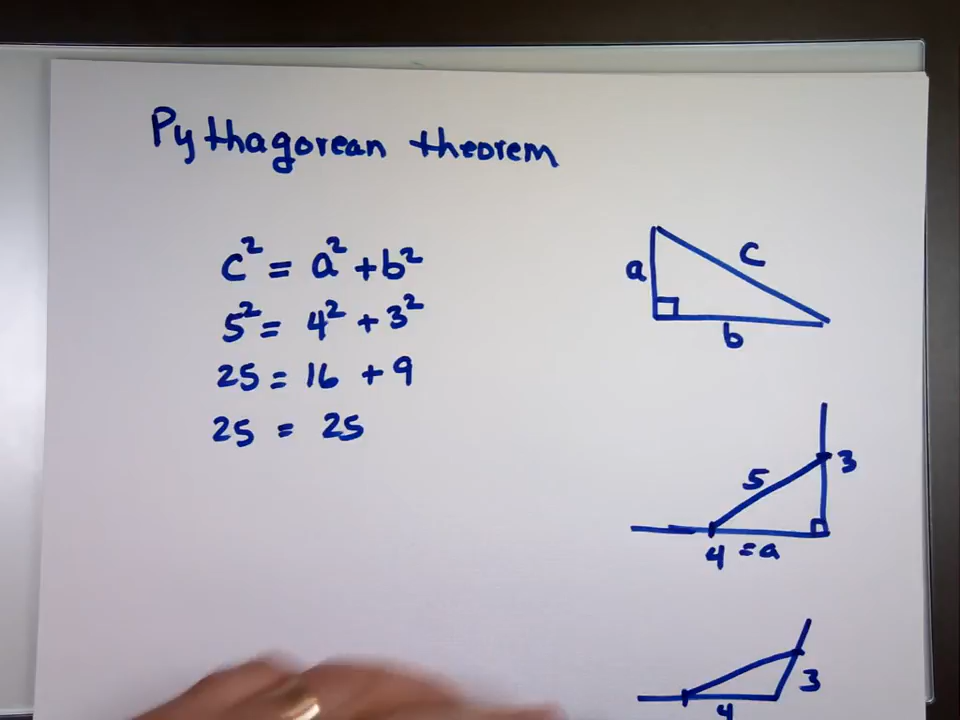 Pythagorean theorem
c² = a² + b²
5² = 4² + 3²
25 = 16 + 9
25 = 25
a
c
b
5
3
4 = a
3
4